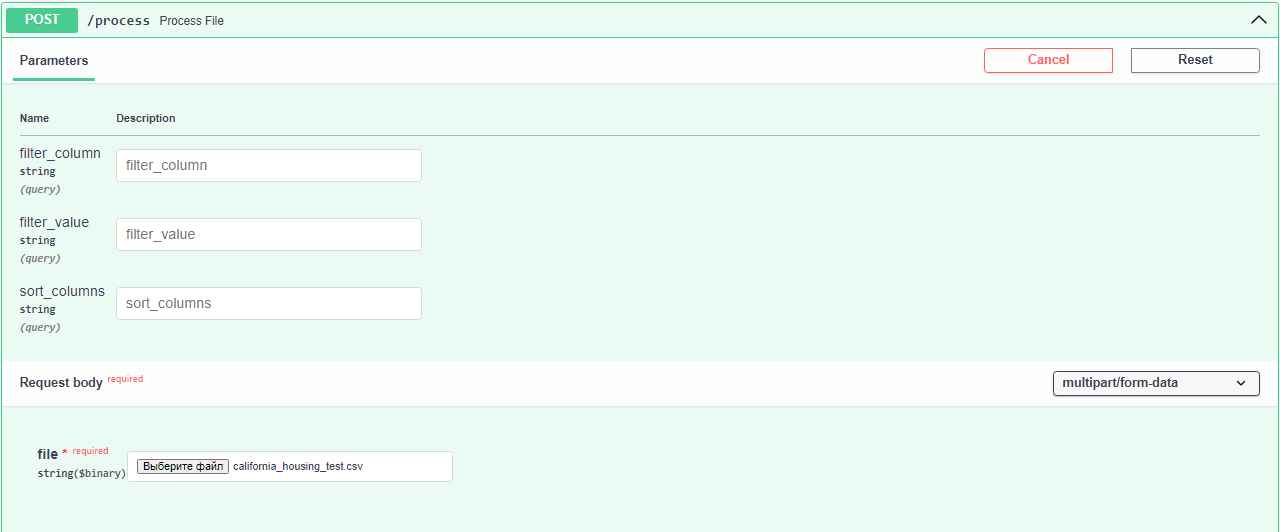 POST /process Process File
Parameters
Cancel
Reset
Name Description
filter_column
string
(query)
filter_column
filter_value
string
(query)
filter_value
sort_columns
string
(query)
sort_columns
Request body required
multipart/form-data
file * required
string($binary)
Выберите файл california_housing_test.csv